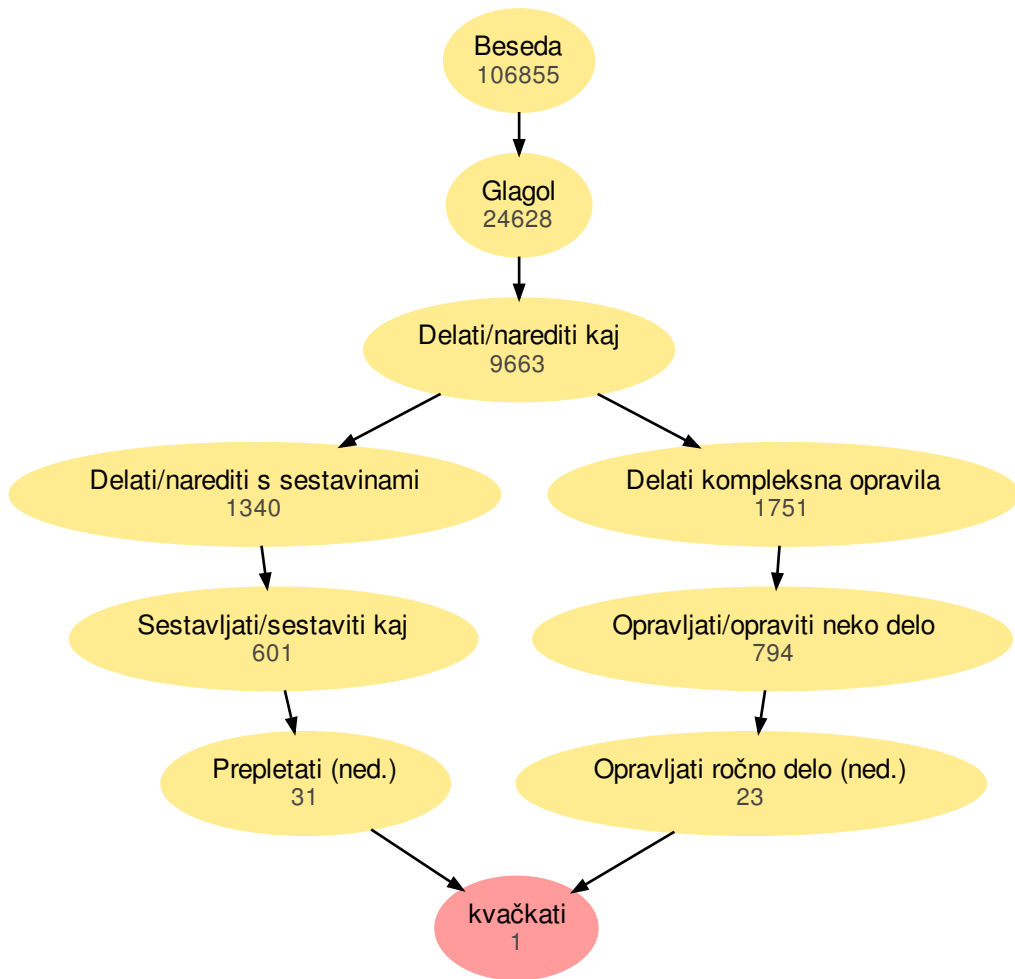 Beseda
106855
Glagol
24628
Delati/narediti kaj
9663
Delati/narediti s sestavinami
1340
Delati kompleksna opravila
1751
Sestavljati/sestaviti kaj
601
Opravljati/opraviti neko delo
794
Prepletati (ned.)
31
Opravljati ročno delo (ned.)
23
kvačkati
1